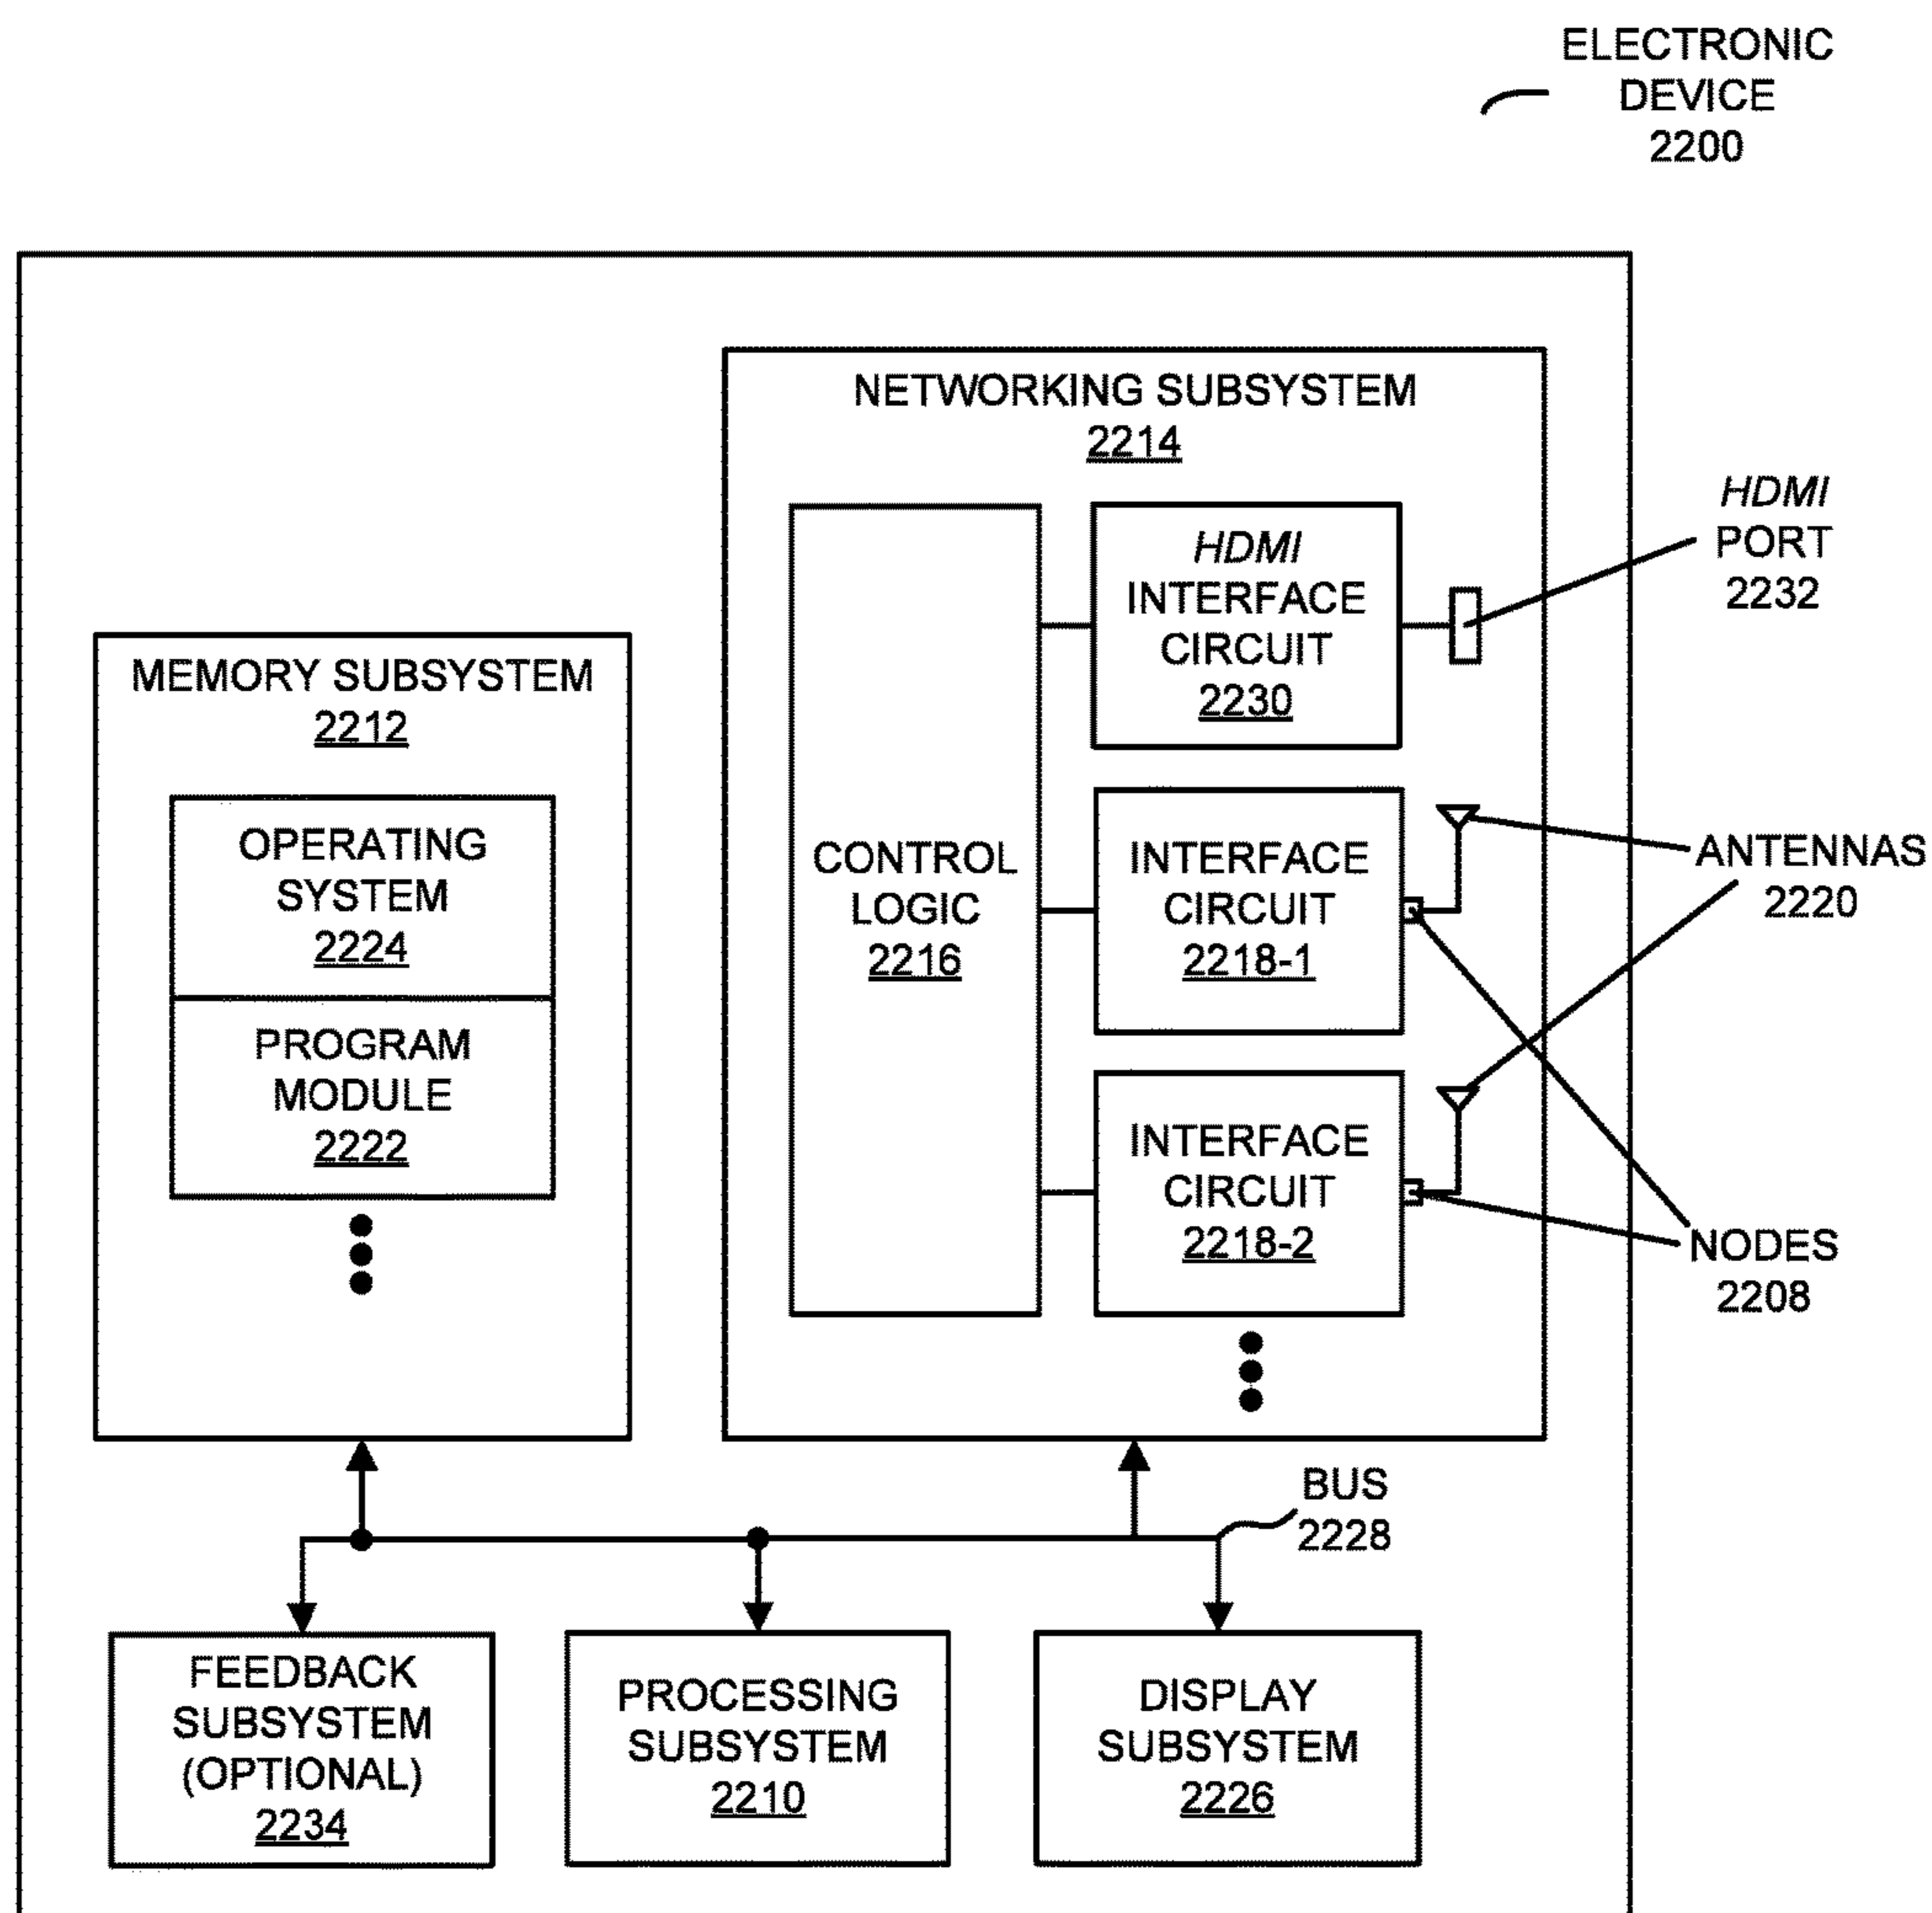 ELECTRONIC
DEVICE
2200
NETWORKING SUBSYSTEM
2214
HDMI
INTERFACE
CIRCUIT
2230
HDMI
PORT
2232
MEMORY SUBSYSTEM
2212
OPERATING
SYSTEM
2224
PROGRAM
MODULE
2222
CONTROL
LOGIC
2216
INTERFACE
CIRCUIT
2218-1
ANTENNAS
2220
INTERFACE
CIRCUIT
2218-2
NODES
2208
BUS
2228
FEEDBACK
SUBSYSTEM
(OPTIONAL)
2234
PROCESSING
SUBSYSTEM
2210
DISPLAY
SUBSYSTEM
2226